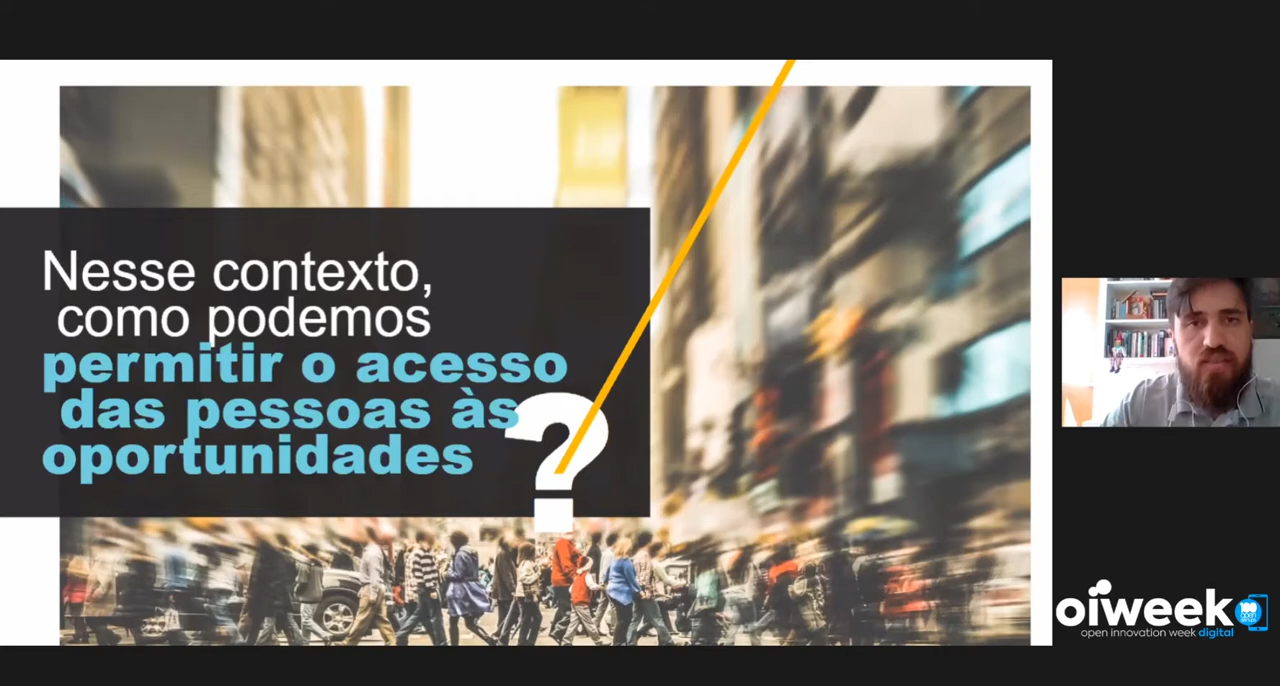 Nesse contexto,
como podemos
permitir o acesso
das pessoas às
oportunidades
?
oiweek
open innovation week digital